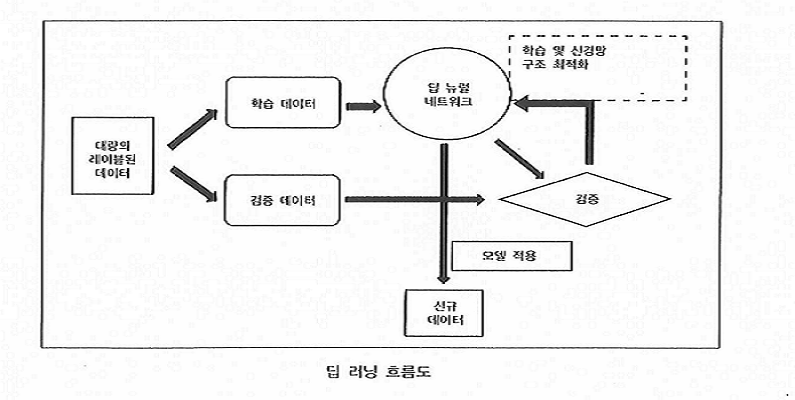 학습 및 신경망
구조 최적화
딥 뉴럴
네트워크
학습 데이터
대량의
레이블된
데이터
검증 데이터
검증
모델 적용
신규
데이터
딥 러닝 흐름도